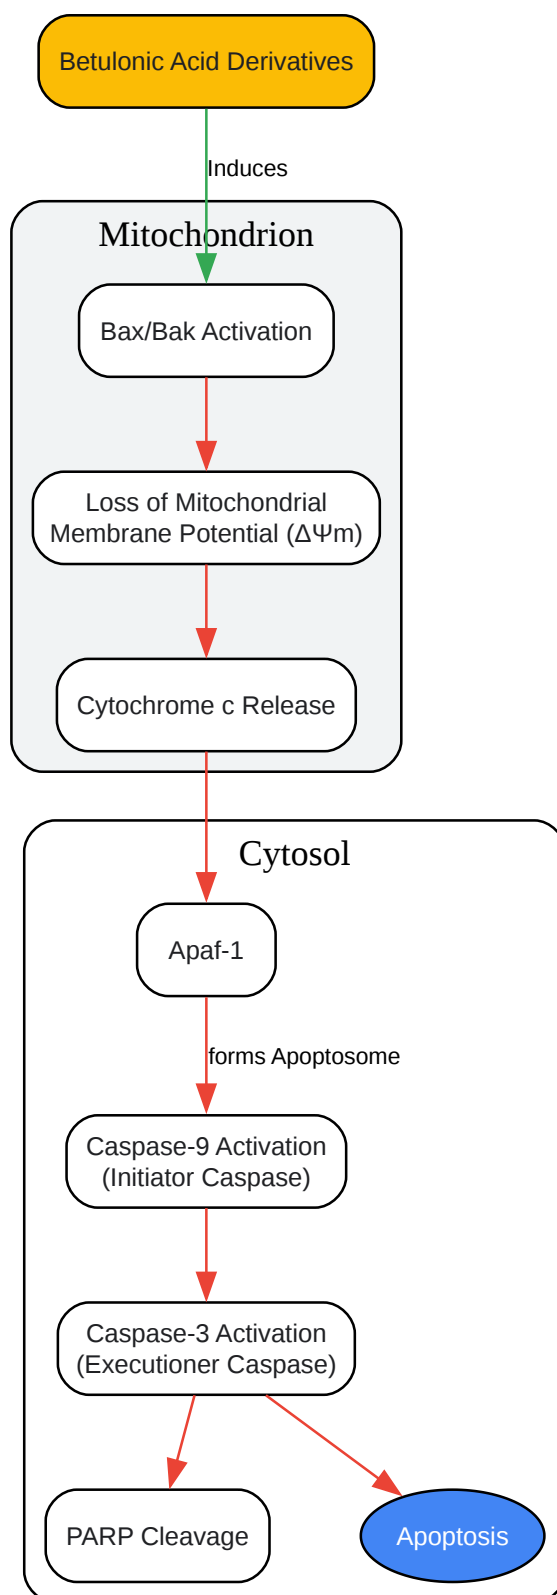 Betulonic Acid Derivatives
Induces
Mitochondrion
Bax/Bak Activation
Loss of Mitochondrial
Membrane Potential (ΔΨm)
Cytochrome c Release
Cytosol
Apaf-1
forms Apoptosome
Caspase-9 Activation
(Initiator Caspase)
Caspase-3 Activation
(Executioner Caspase)
PARP Cleavage
Apoptosis